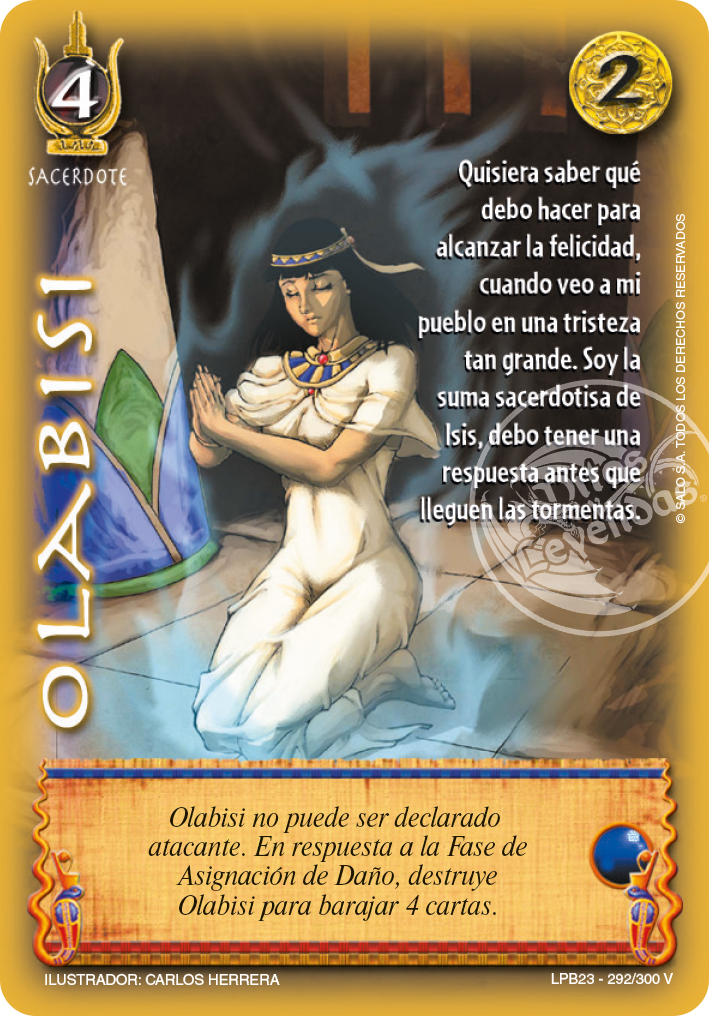 4
2
SACERDOTE
Quisiera saber qué
debo hacer para
alcanzar la felicidad,
cuando veo a mi
pueblo en una tristeza
tan grande. Soy la
suma sacerdotisa de
Isis, debo tener una
respuesta antes que
lleguen las tormentas.
© SALO S.A. TODOS LOS DERECHOS RESERVADOS
Mitos
y
Leyendas
®
OLABISI
Olabisi no puede ser declarado
atacante. En respuesta a la Fase de
Asignación de Daño, destruye
Olabisi para barajar 4 cartas.
ILUSTRADOR: CARLOS HERRERA
LPB23 - 292/300 V